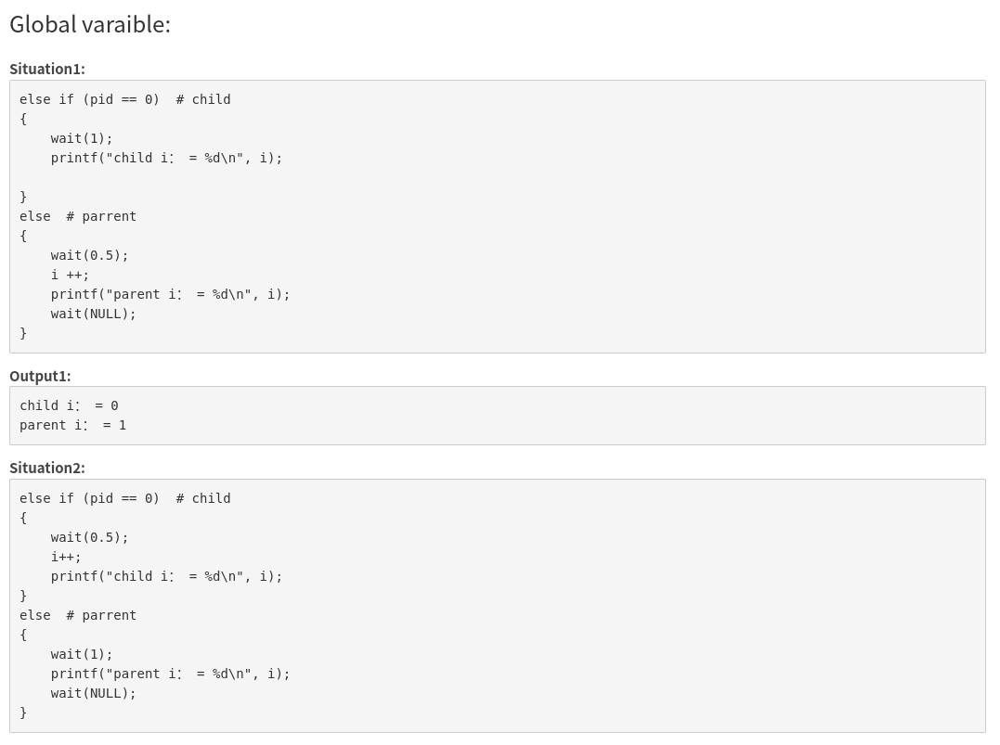 Global varaible:
Situation1:
else if (pid == 0)  # child
{
    wait(1);
    printf("child i： = %d\n", i);

}
else  # parrent
{
    wait(0.5);
    i ++;
    printf("parent i： = %d\n", i);
    wait(NULL);
}
Output1:
child i： = 0
parent i： = 1
Situation2:
else if (pid == 0)  # child
{
    wait(0.5);
    i++;
    printf("child i： = %d\n", i);
}
else  # parrent
{
    wait(1);
    printf("parent i： = %d\n", i);
    wait(NULL);
}